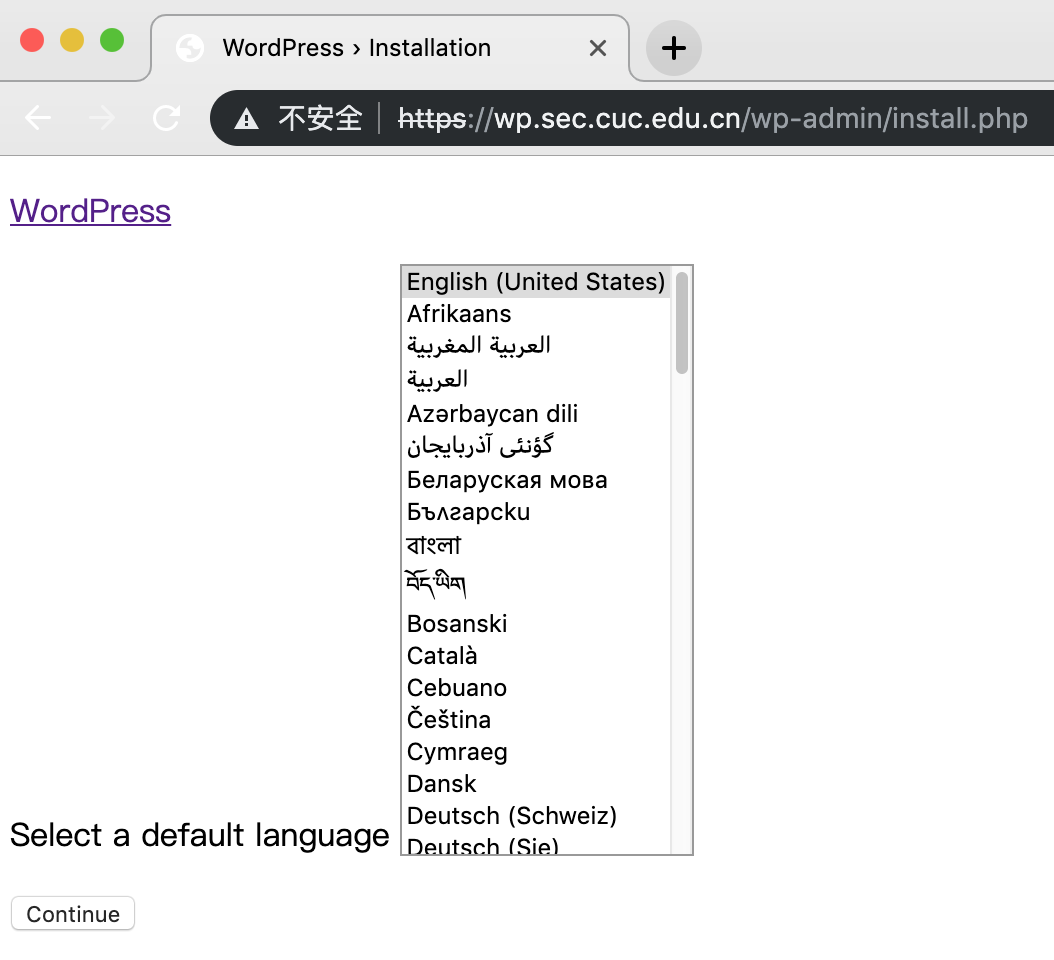 WordPress › Installation
不安全 https://wp.sec.cuc.edu.cn/wp-admin/install.php
WordPress
English (United States)
Afrikaans
العربية المغربية
العربية
Azərbaycan dili
گؤنئی آذربایجان
Беларуская мова
Български
বাংলা
བོད་ཡིག
Bosanski
Català
Cebuano
Čeština
Cymraeg
Dansk
Deutsch (Schweiz)
Deutsch (Sie)
Select a default language
Continue